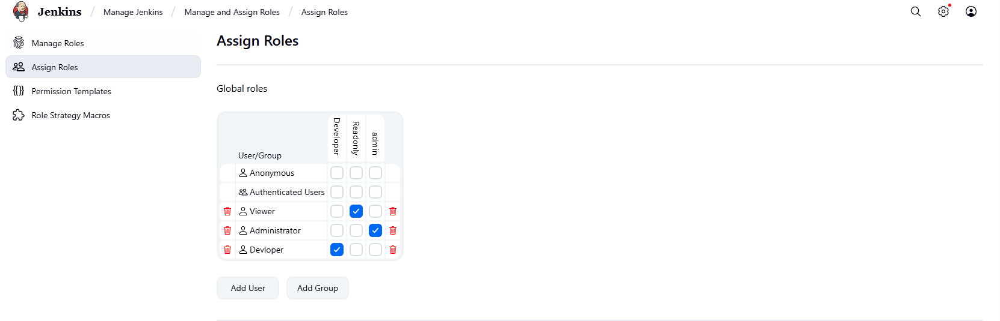 Jenkins / Manage Jenkins / Manage and Assign Roles / Assign Roles
Manage Roles
Assign Roles
Permission Templates
Role Strategy Macros
Assign Roles
Global roles
User/Group Developer Readonly admin
Anonymous
Authenticated Users
Viewer
Administrator
Devloper
Add User Add Group